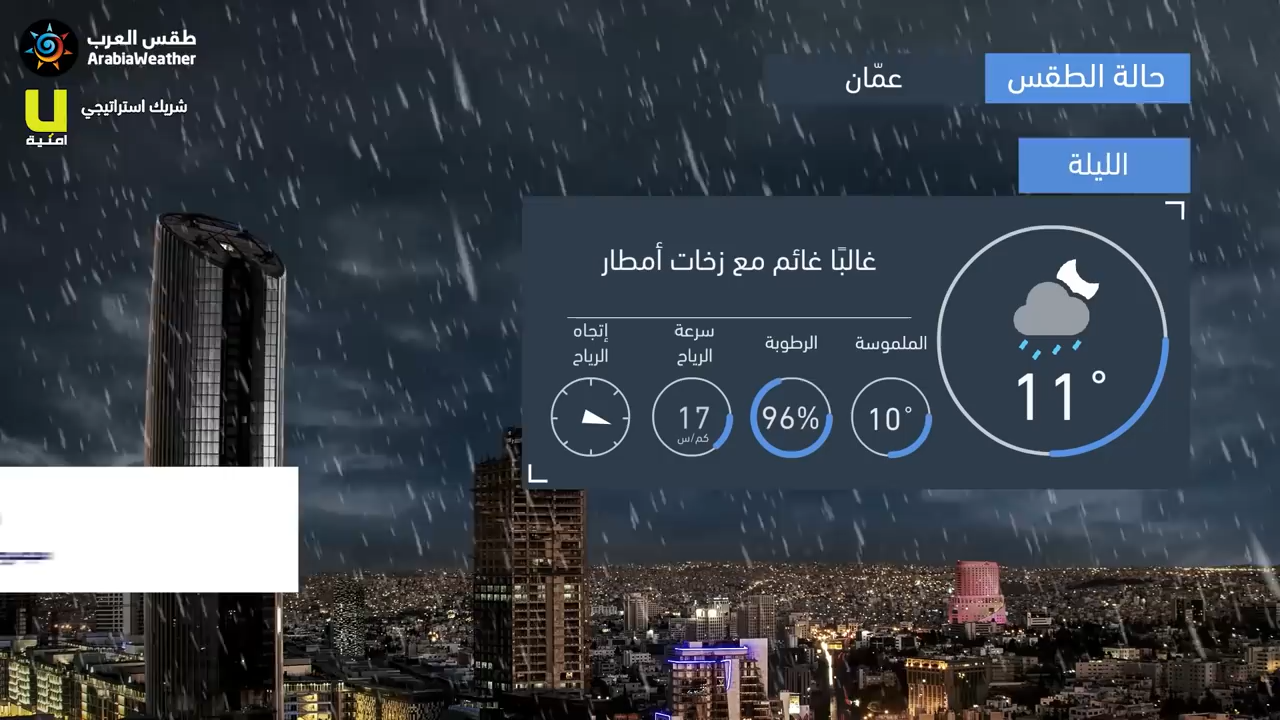 طقس العرب
ArabiaWeather
شريك استراتيجي
U
امنية
حالة الطقس
عمّان
الليلة
غالبًا غائم مع زخات أمطار
11°
الملموسة
10°
الرطوبة
96%
سرعة
الرياح
17
كم/س
إتجاه
الرياح